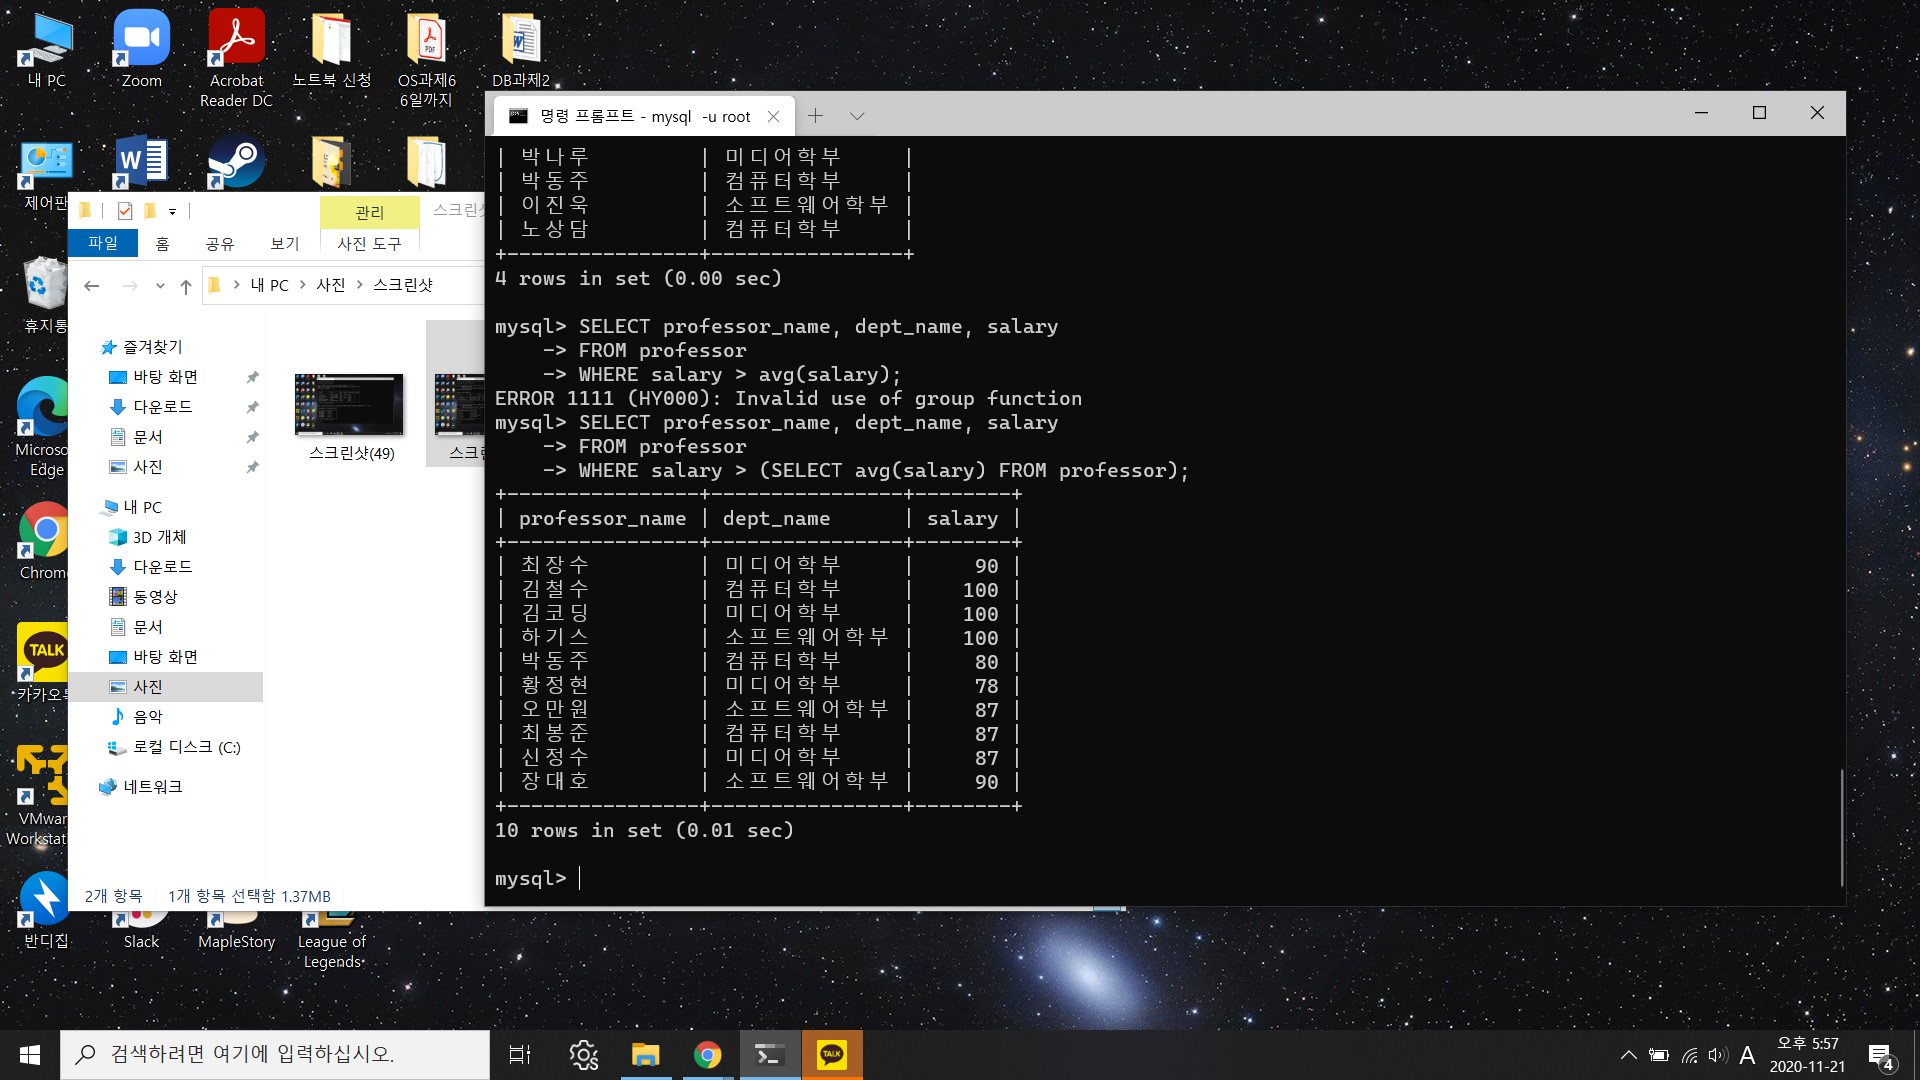 내 PC
Zoom
Acrobat
Reader DC
노트북 신청
OS과제6
6일까지
DB과제2
명령 프롬프트 - mysql  -u root
제어판
관리
파일
홈
공유
보기
사진 도구
내 PC > 사진 > 스크린샷
휴지통
즐겨찾기
바탕 화면
다운로드
문서
사진
Microso
Edge
스크린샷(49)
내 PC
3D 개체
다운로드
동영상
문서
바탕 화면
사진
음악
로컬 디스크 (C:)
네트워크
Chrom
TALK
카카오톡
VMwar
Workstat
2개 항목
1개 항목 선택함 1.37MB
반디집
Slack
MapleStory
League of
Legends
| 박나루 | 미디어학부 |
| 박동주 | 컴퓨터학부 |
| 이진욱 | 소프트웨어학부 |
| 노상담 | 컴퓨터학부 |
+----------------+----------------+
4 rows in set (0.00 sec)
mysql> SELECT professor_name, dept_name, salary
    -> FROM professor
    -> WHERE salary > avg(salary);
ERROR 1111 (HY000): Invalid use of group function
mysql> SELECT professor_name, dept_name, salary
    -> FROM professor
    -> WHERE salary > (SELECT avg(salary) FROM professor);
+----------------+----------------+--------+
| professor_name | dept_name      | salary |
+----------------+----------------+--------+
| 최장수 | 미디어학부 | 90 |
| 김철수 | 컴퓨터학부 | 100 |
| 김코딩 | 미디어학부 | 100 |
| 하기스 | 소프트웨어학부 | 100 |
| 박동주 | 컴퓨터학부 | 80 |
| 황정현 | 미디어학부 | 78 |
| 오만원 | 소프트웨어학부 | 87 |
| 최봉준 | 컴퓨터학부 | 87 |
| 신정수 | 미디어학부 | 87 |
| 장대호 | 소프트웨어학부 | 90 |
+----------------+----------------+--------+
10 rows in set (0.01 sec)
mysql>
검색하려면 여기에 입력하십시오.
TALK
A
오후 5:57
2020-11-21
4